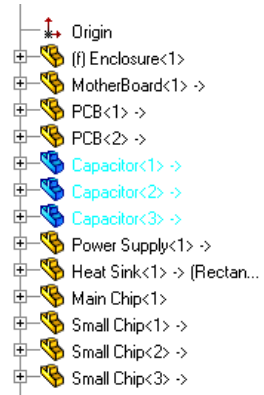 Origin
(f) Enclosure<1>
MotherBoard<1> ->
PCB<1> ->
PCB<2> ->
Capacitor<1> ->
Capacitor<2> ->
Capacitor<3> ->
Power Supply<1> ->
Heat Sink<1> -> (Rectan...
Main Chip<1>
Small Chip<1> ->
Small Chip<2> ->
Small Chip<3> ->